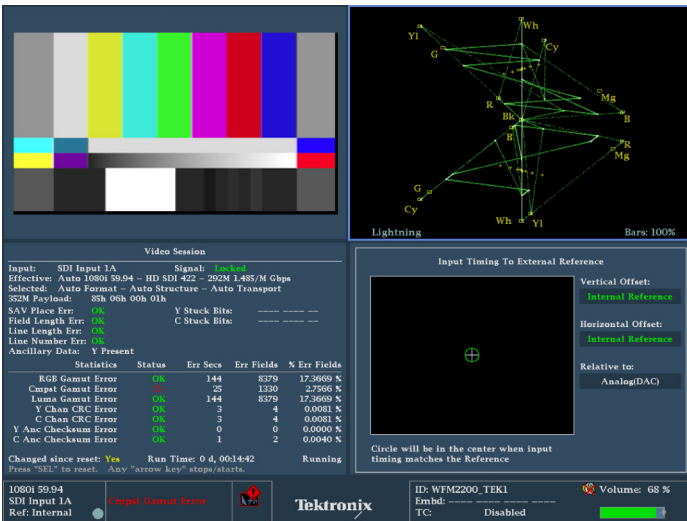 Wh
Yl
Cy
G
Mg
R
B
Bk
B
R
Mg
G
Cy
Wh
Yl
Lightning
Bars: 100%
Video Session
Input: SDI Input 1A Signal: Locked
Effective: Auto 1080i 59.94 – HD SDI 422 – 292M 1.485/M Gbps
Selected: Auto Format – Auto Structure – Auto Transport
352M Payload: 85h 06h 00h 01h
SAV Place Err: OK Y Stuck Bits: ---- ---- --
Field Length Err: OK C Stuck Bits: ---- ---- --
Line Length Err: OK
Line Number Err: OK
Ancillary Data: Y Present
Statistics Status Err Secs Err Fields % Err Fields
RGB Gamut Error OK 144 8379 17.3669 %
Cmpst Gamut Error 25 1330 2.7566 %
Luma Gamut Error OK 144 8379 17.3669 %
Y Chan CRC Error OK 3 4 0.0081 %
C Chan CRC Error OK 3 4 0.0081 %
Y Anc Checksum Error OK 0 0 0.0000 %
C Anc Checksum Error OK 1 2 0.0040 %
Changed since reset: Yes Run Time: 0 d, 00:14:42 Running
Press "SEL" to reset. Any "arrow key" stops/starts.
Input Timing To External Reference
Vertical Offset:
Internal Reference
Horizontal Offset:
Internal Reference
Relative to:
Analog(DAC)
Circle will be in the center when input
timing matches the Reference
1080i 59.94
SDI Input 1A
Ref: Internal
Cmpst Gamut Error
Tektronix
ID: WFM2200_TEK1
Embd: ---- ---- ---- ----
TC: Disabled
Volume: 68 %